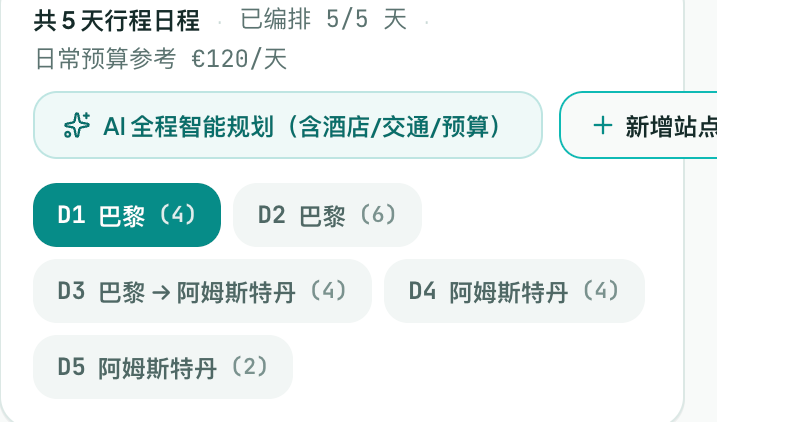 共 5 天行程日程 · 已编排 5/5 天 ·
日常预算参考 €120/天
AI 全程智能规划（含酒店/交通/预算） + 新增站点
D1 巴黎 (4) D2 巴黎 (6)
D3 巴黎 → 阿姆斯特丹 (4) D4 阿姆斯特丹 (4)
D5 阿姆斯特丹 (2)